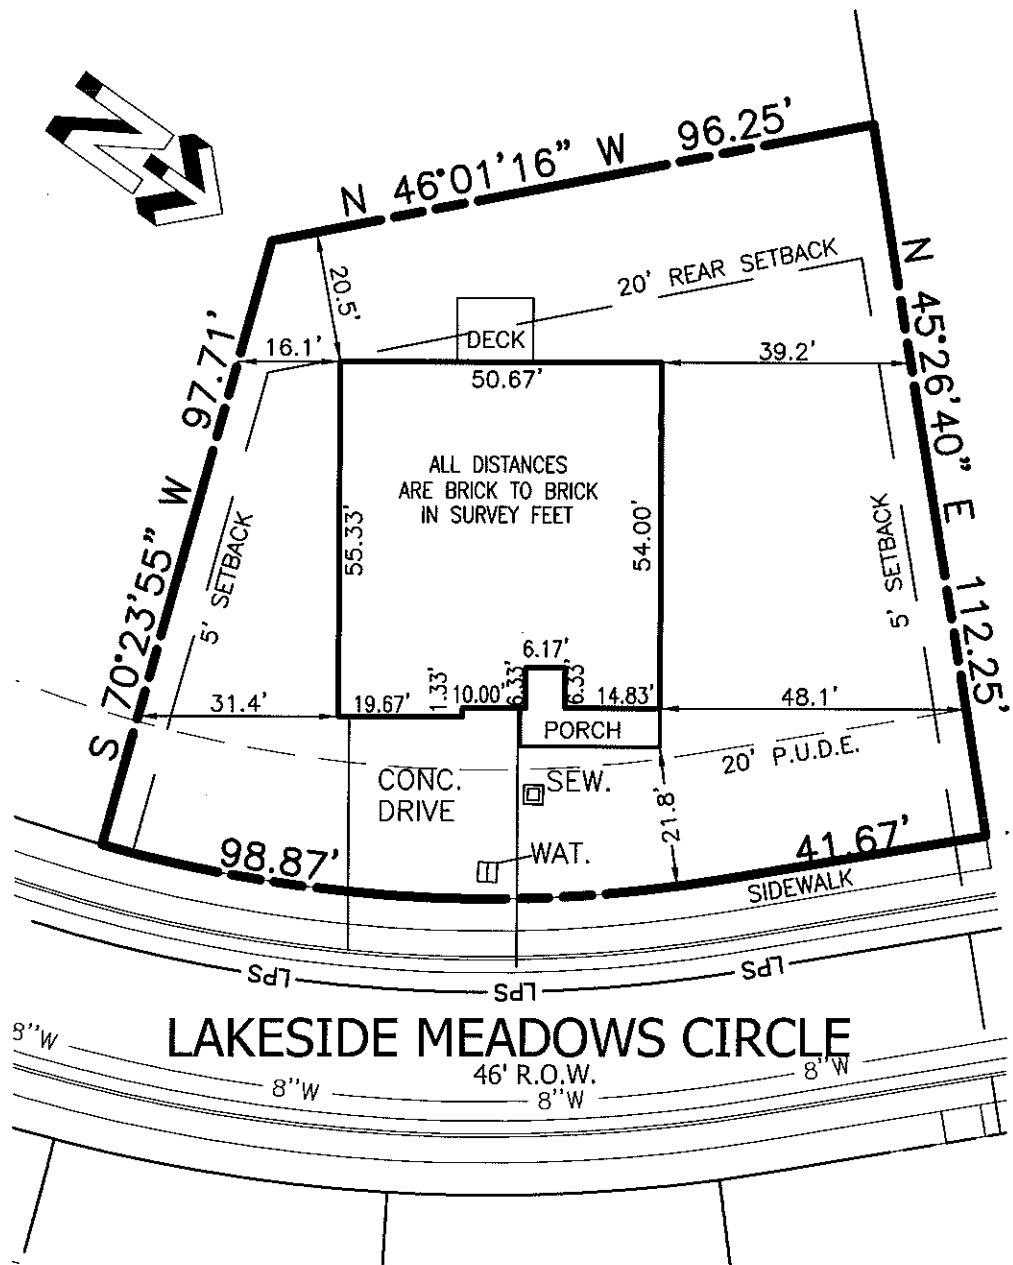 N 46°01'16" W 96.25'
20' REAR SETBACK
20.5'
N 45°26'40" E 112.25'
S 70°23'55" W 97.71'
16.1'
DECK
39.2'
50.67'
ALL DISTANCES
ARE BRICK TO BRICK
IN SURVEY FEET
55.33'
54.00'
5' SETBACK
5' SETBACK
6.17'
31.4'
19.67'
1.33'
10.00'
6.33'
6.33'
14.83'
48.1'
PORCH
20' P.U.D.E.
CONC.
DRIVE
SEW.
21.8'
WAT.
98.87'
41.67'
SIDEWALK
LPS
LPS
LPS
LAKESIDE MEADOWS CIRCLE
46' R.O.W.
8"W
8"W
8"W
8"W